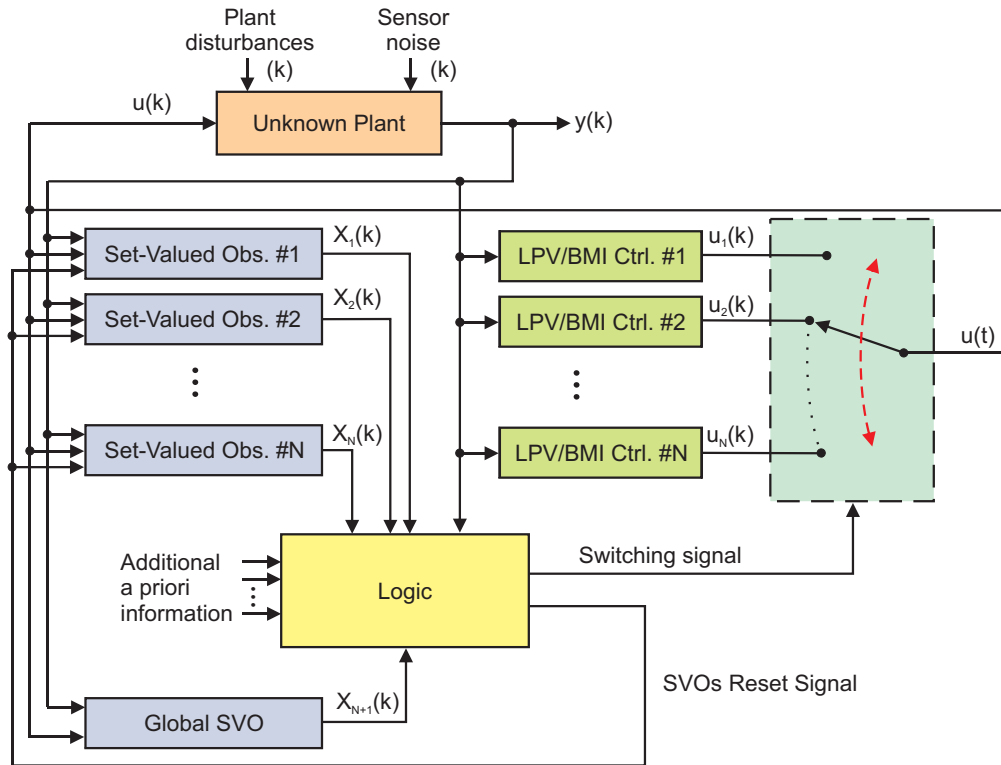 Plant
disturbances
(k)
Sensor
noise
(k)
u(k)
Unknown Plant
y(k)
Set-Valued Obs. #1
X1(k)
LPV/BMI Ctrl. #1
u1(k)
Set-Valued Obs. #2
X2(k)
LPV/BMI Ctrl. #2
u2(k)
u(t)
Set-Valued Obs. #N
XN(k)
LPV/BMI Ctrl. #N
uN(k)
Additional
a priori
information
Logic
Switching signal
SVOs Reset Signal
Global SVO
XN+1(k)